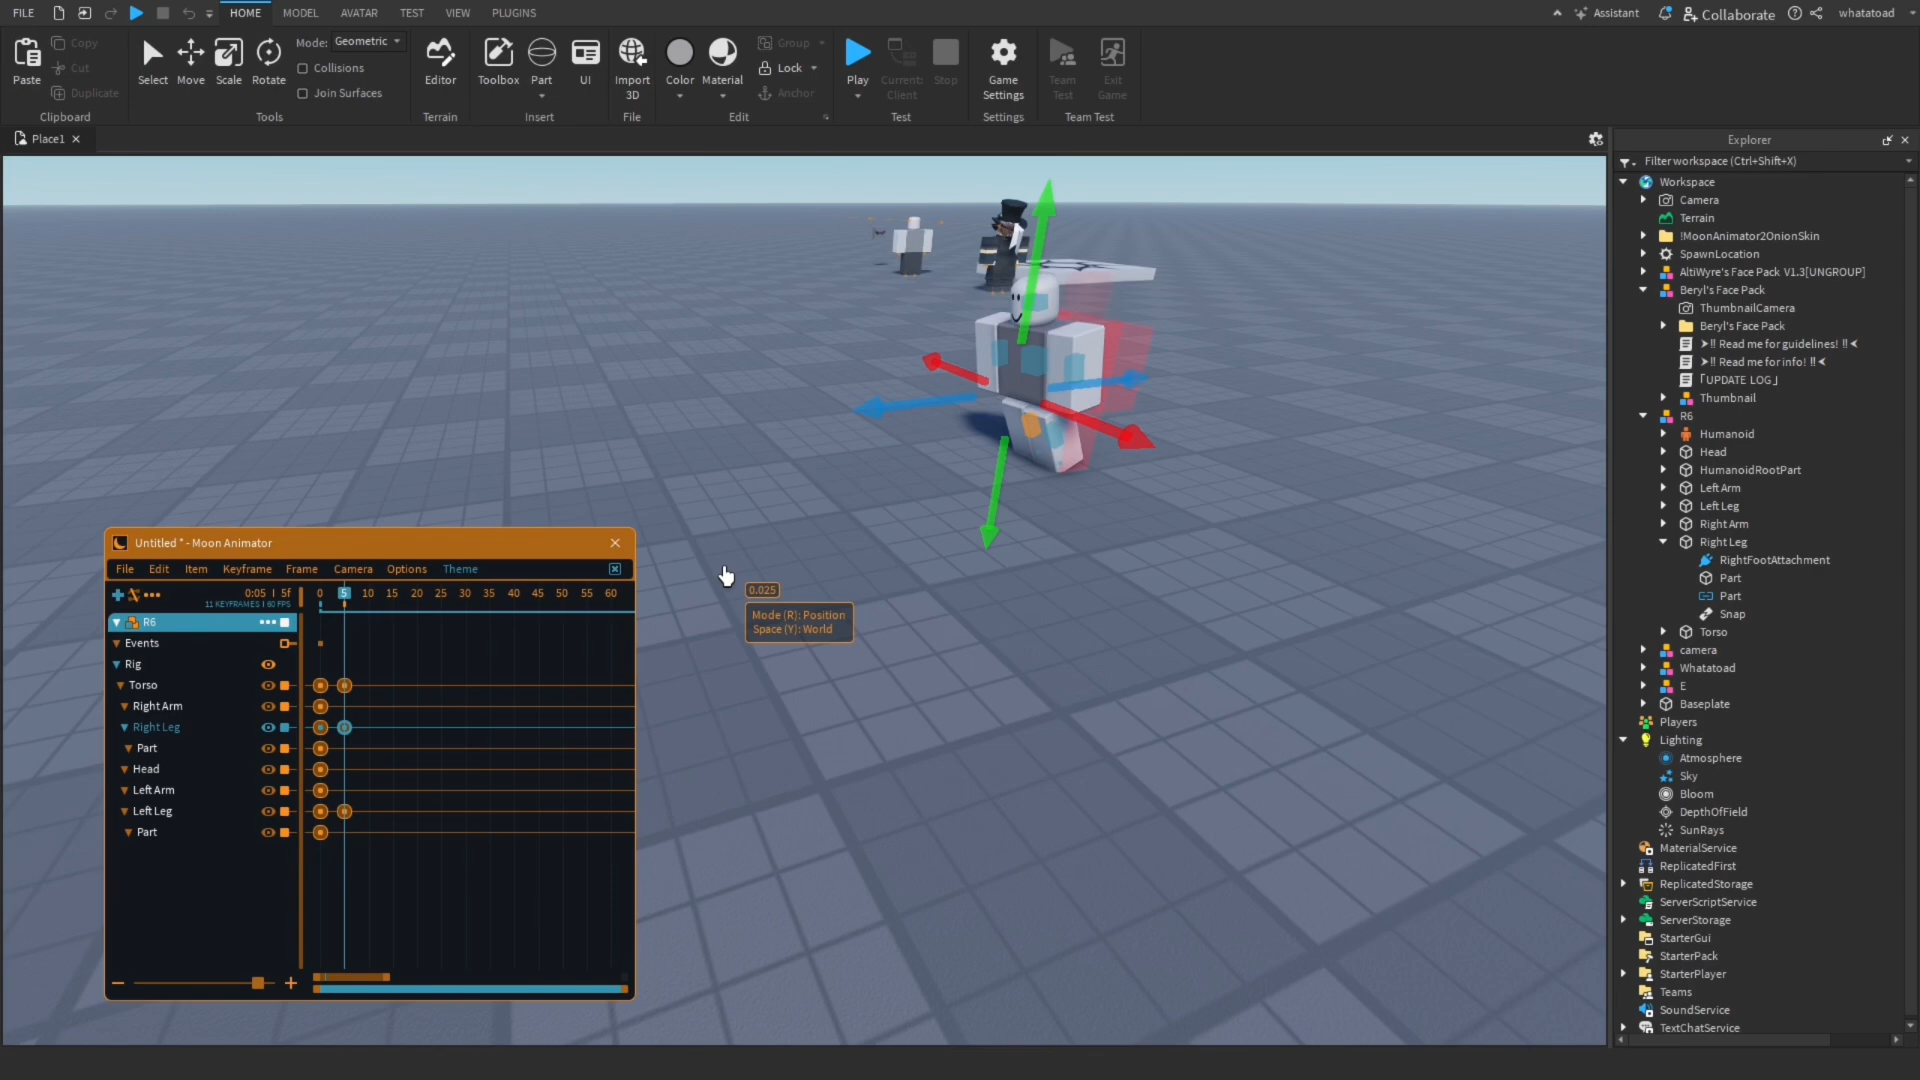 FILE HOME MODEL AVATAR TEST VIEW PLUGINS Assistant Collaborate whatatoad
Paste
Copy
Cut
Duplicate
Clipboard
Select Move Scale Rotate
Mode: Geometric
Collisions
Join Surfaces
Tools
Editor
Terrain
Toolbox Part UI
Insert
Import
3D
File
Color Material
Group
Lock
Anchor
Edit
Play
Current:
Client
Stop
Test
Game
Settings
Settings
Team
Test
Exit
Game
Team Test
Place1
Explorer
Filter workspace (Ctrl+Shift+X)
Workspace
Camera
Terrain
!MoonAnimator2OnionSkin
SpawnLocation
AltiWyre's Face Pack V1.3[UNGROUP]
Beryl's Face Pack
ThumbnailCamera
Beryl's Face Pack
➤!! Read me for guidelines! !!⮜
➤!! Read me for info! !!⮜
「UPDATE LOG」
Thumbnail
R6
Humanoid
Head
HumanoidRootPart
Left Arm
Left Leg
Right Arm
Right Leg
RightFootAttachment
Part
Part
Snap
Torso
camera
Whatatoad
E
Baseplate
Players
Lighting
Atmosphere
Sky
Bloom
DepthOfField
SunRays
MaterialService
ReplicatedFirst
ReplicatedStorage
ServerScriptService
ServerStorage
StarterGui
StarterPack
StarterPlayer
Teams
SoundService
TextChatService
Untitled * - Moon Animator
File Edit Item Keyframe Frame Camera Options Theme
0:05 | 5f
11 KEYFRAMES | 60 FPS
0 5 10 15 20 25 30 35 40 45 50 55 60
R6
Events
Rig
Torso
Right Arm
Right Leg
Part
Head
Left Arm
Left Leg
Part
0.025
Mode (R): Position
Space (Y): World